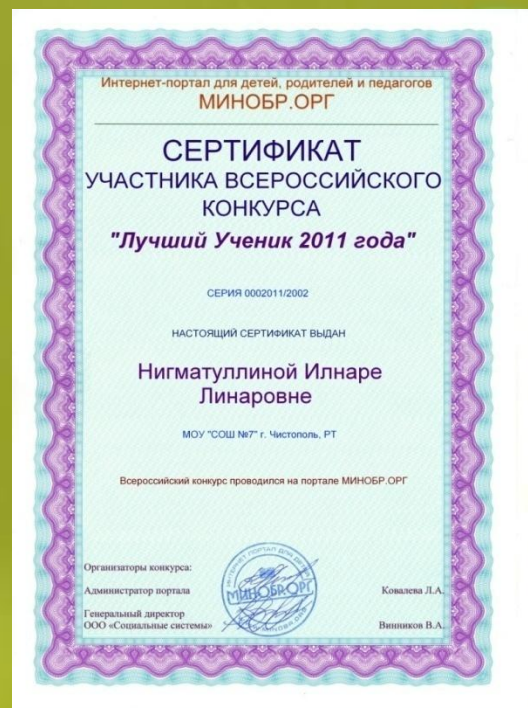 Интернет-портал для детей, родителей и педагогов
МИНОБР.ОРГ
СЕРТИФИКАТ
УЧАСТНИКА ВСЕРОССИЙСКОГО
КОНКУРСА
"Лучший Ученик 2011 года"
СЕРИЯ 0002011/2002
НАСТОЯЩИЙ СЕРТИФИКАТ ВЫДАН
Нигматуллиной Илнаре
Линаровне
МОУ "СОШ №7" г. Чистополь, РТ
Всероссийский конкурс проводился на портале МИНОБР.ОРГ
Организаторы конкурса:
Администратор портала Ковалева Л.А.
Генеральный директор
ООО «Социальные системы» Винников В.А.
МИНОБР.ОРГ